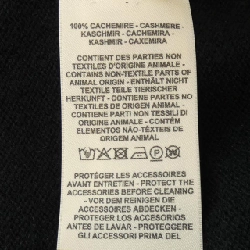 100% CACHEMIRE - CASHMERE -
KASCHMIR - CACHEMIRA -
KASHMIR - CAXEMIRA
CONTIENT DES PARTIES NON
TEXTILES D'ORIGINE ANIMALE -
CONTAINS NON-TEXTILE PARTS OF
ANIMAL ORIGIN - ENTHÄLT NICHT
TEXTILE TEILE TIERISCHER
HERKUNFT - CONTIENE PARTES NO
TEXTILES DE ORIGEN ANIMAL -
CONTIENE PARTI NON TESSILI DI
ORIGINE ANIMALE - CONTÉM
ELEMENTOS NÃO-TÊXTEIS DE
ORIGEM ANIMAL
PROTÉGER LES ACCESSOIRES
AVANT ENTRETIEN - PROTECT THE
ACCESSORIES BEFORE CLEANING
- VOR DEM REINIGEN DIE
ACCESSOIRES ABDECKEN -
PROTEGER LOS ACCESORIOS
ANTES DE LAVAR - PROTEGGERE
GLI ACCESSORI PRIMA DEL